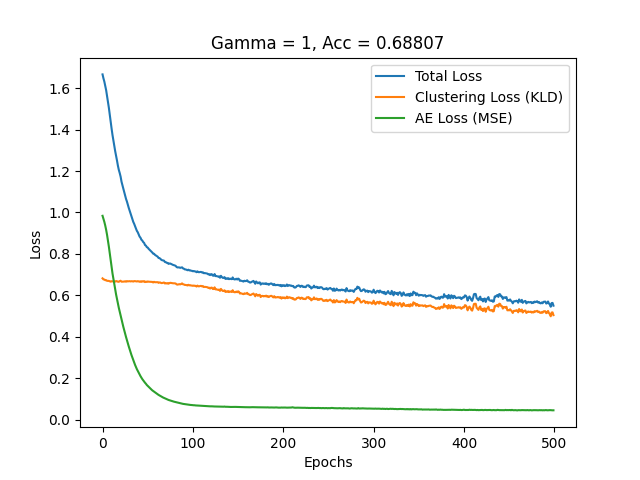 Gamma = 1, Acc = 0.68807
Total Loss
Clustering Loss (KLD)
AE Loss (MSE)
Loss
1.6
1.4
1.2
1.0
0.8
0.6
0.4
0.2
0.0
0 100 200 300 400 500
Epochs